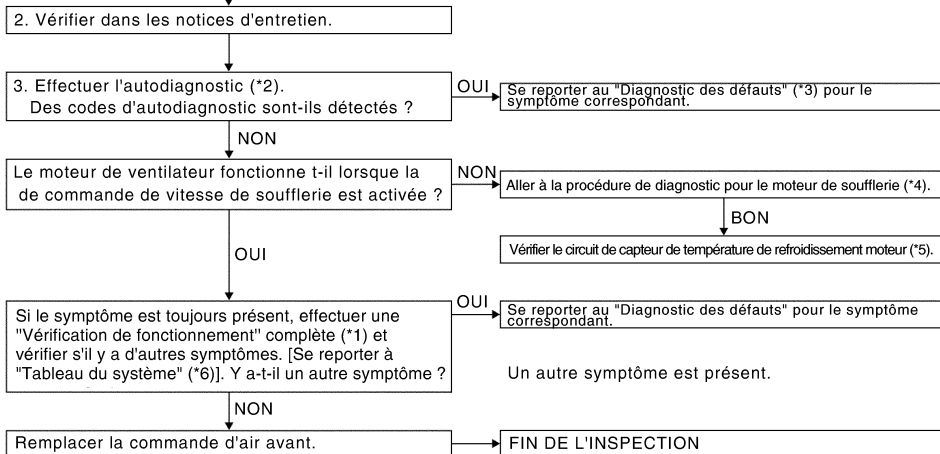 2. Vérifier dans les notices d'entretien.
3. Effectuer l'autodiagnostic (*2).
Des codes d'autodiagnostic sont-ils détectés ?
OUI
Se reporter au "Diagnostic des défauts" (*3) pour le
symptôme correspondant.
NON
Le moteur de ventilateur fonctionne t-il lorsque la
de commande de vitesse de soufflerie est activée ?
NON
Aller à la procédure de diagnostic pour le moteur de soufflerie (*4).
BON
Vérifier le circuit de capteur de température de refroidissement moteur (*5).
OUI
Si le symptôme est toujours présent, effectuer une
"Vérification de fonctionnement" complète (*1) et
vérifier s'il y a d'autres symptômes. [Se reporter à
"Tableau du système" (*6)]. Y a-t-il un autre symptôme ?
OUI
Se reporter au "Diagnostic des défauts" pour le symptôme
correspondant.
Un autre symptôme est présent.
NON
Remplacer la commande d'air avant.
FIN DE L'INSPECTION